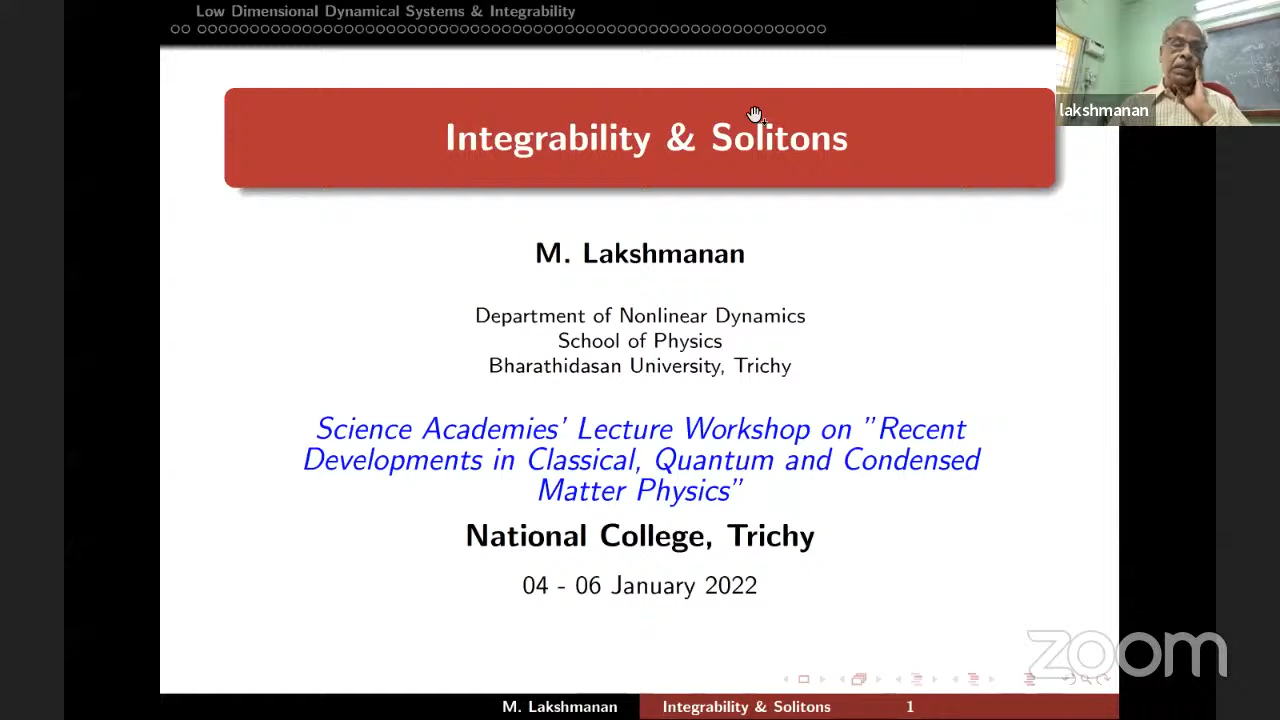 Low Dimensional Dynamical Systems & Integrability
lakshmanan
Integrability & Solitons
M. Lakshmanan
Department of Nonlinear Dynamics
School of Physics
Bharathidasan University, Trichy
Science Academies' Lecture Workshop on "Recent
Developments in Classical, Quantum and Condensed
Matter Physics"
National College, Trichy
04 - 06 January 2022
zoom
M. Lakshmanan Integrability & Solitons 1